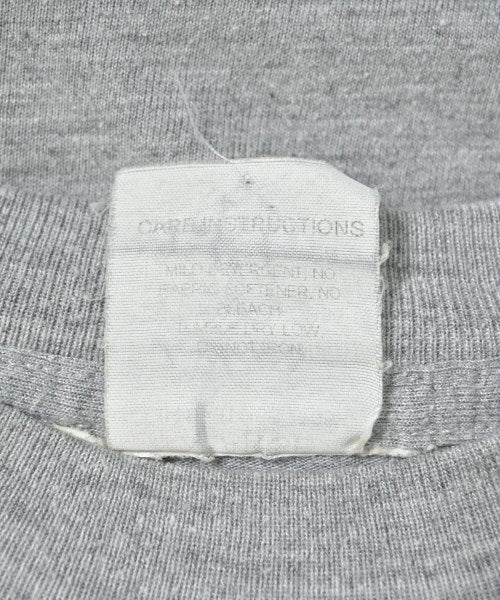 CARE INSTRUCTIONS
MILD DETERGENT, NO
FABRIC SOFTENER, NO
BLEACH
TUMBLE DRY LOW
DO NOT IRON